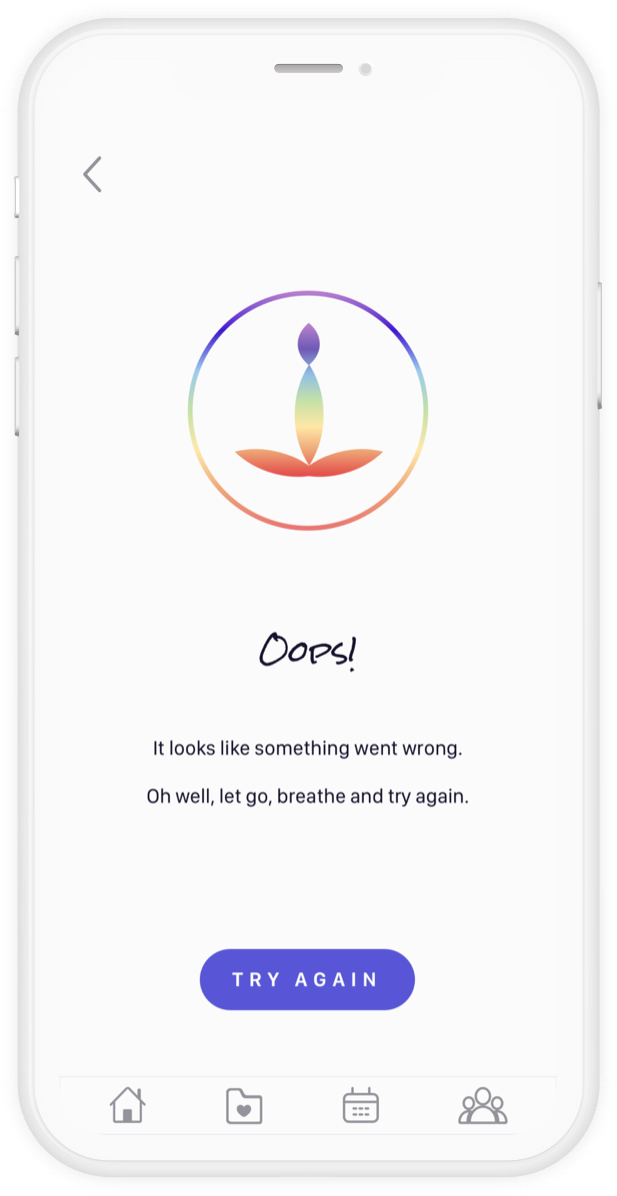 Oops!
It looks like something went wrong.
Oh well, let go, breathe and try again.
TRY AGAIN